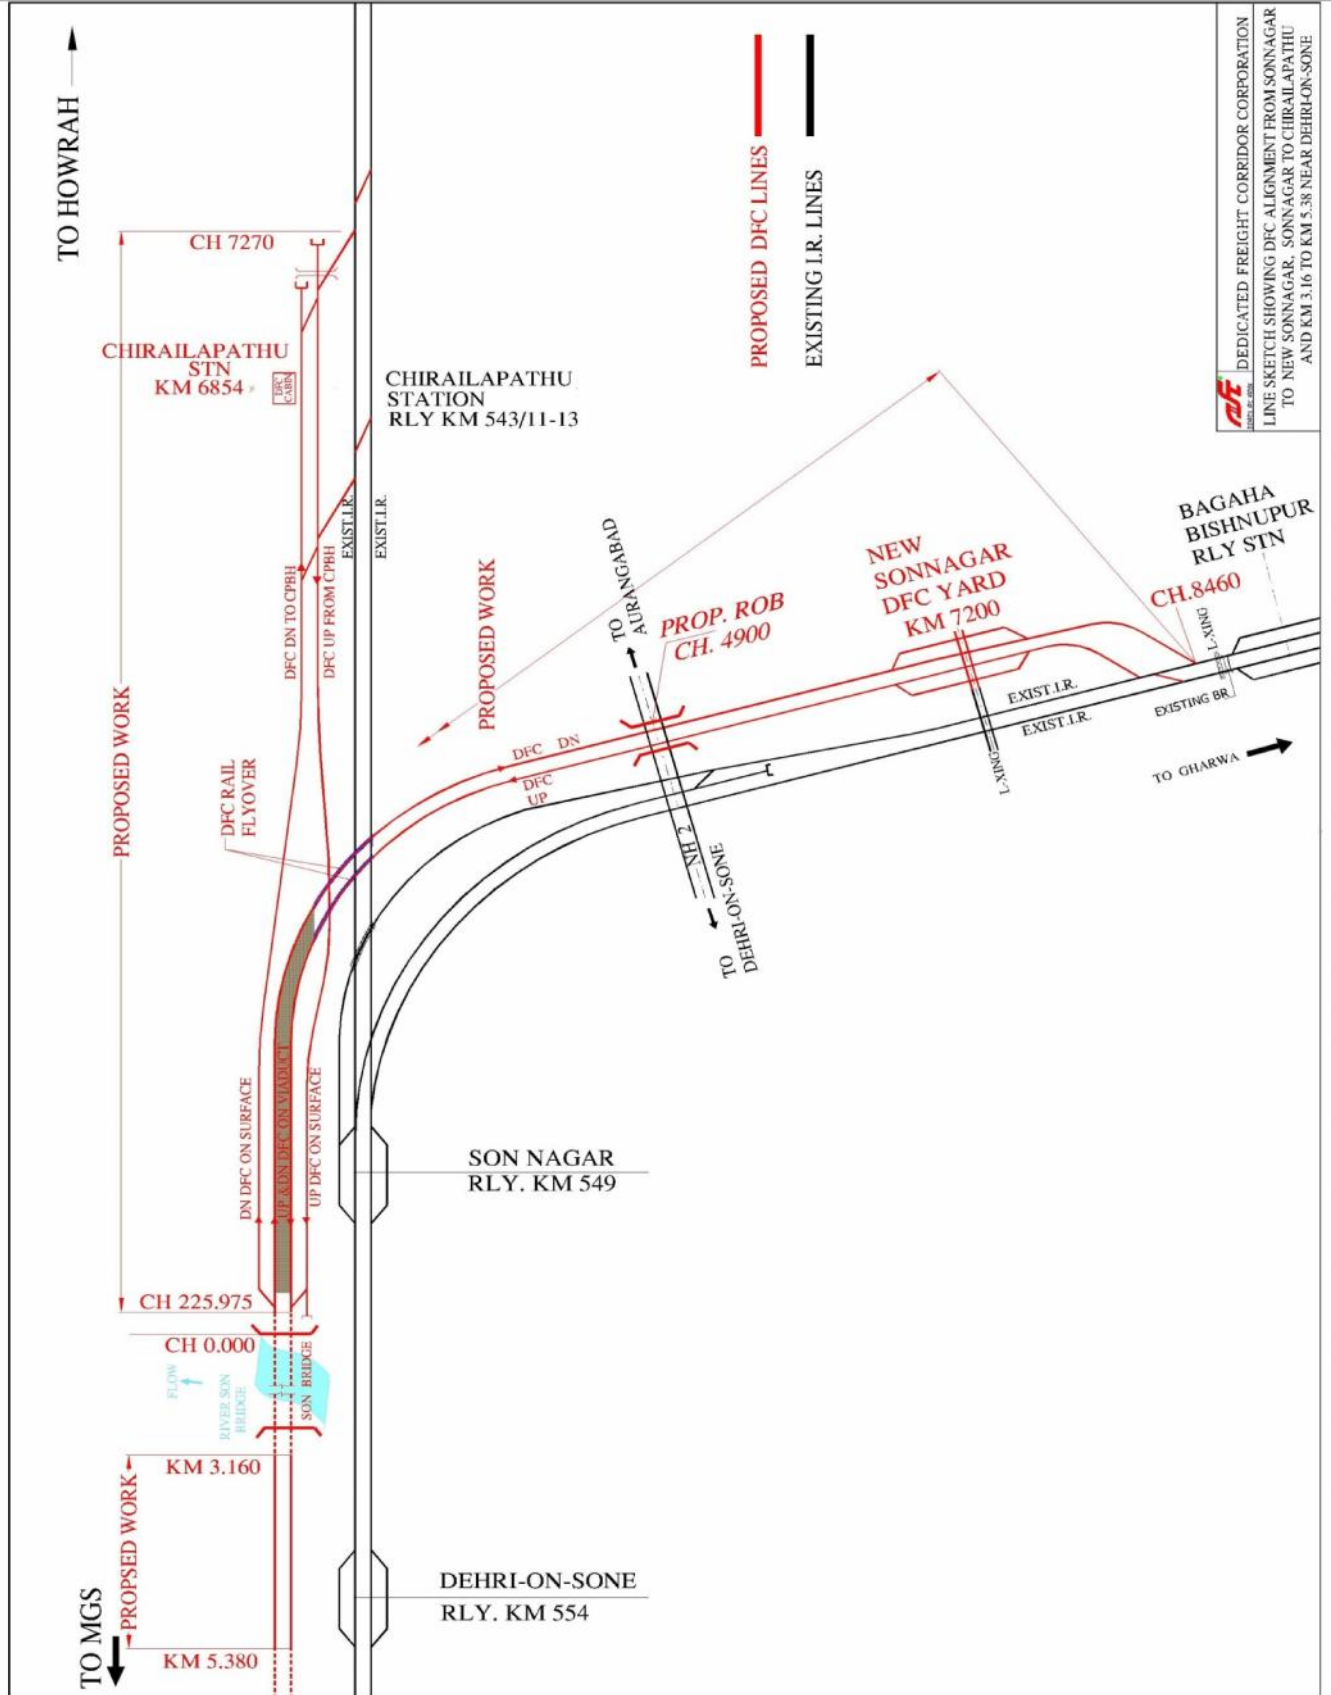 TO HOWRAH
CH 7270
CHIRAILAPATHU
STN
KM 6854
DFC
CABIN
CHIRAILAPATHU
STATION
RLY KM 543/11-13
PROPOSED DFC LINES
EXISTING I.R. LINES
DEDICATED FREIGHT CORRIDOR CORPORATION
LINE SKETCH SHOWING DFC ALIGNMENT FROM SONNAGAR
TO NEW SONNAGAR, SONNAGAR TO CHIRAILAPATHU
AND KM 3.16 TO KM 5.38 NEAR DEHRI-ON-SONE
EXIST.I.R.
EXIST.I.R.
DFC DN TO CPBH
DFC UP FROM CPBH
PROPOSED WORK
PROPOSED WORK
TO
AURANGABAD
PROP. ROB
CH. 4900
NEW
SONNAGAR
DFC YARD
KM 7200
BAGAHA
BISHNUPUR
RLY STN
CH.8460
L-XING
EXIST.I.R.
EXIST.I.R.
EXISTING BR
L-XING
TO GHARWA
DFC DN
DFC
UP
DFC RAIL
FLYOVER
NH 2
TO
DEHRI-ON-SONE
DN DFC ON SURFACE
UP & DN DFC ON VIADUCT
UP DFC ON SURFACE
SON NAGAR
RLY. KM 549
CH 225.975
CH 0.000
FLOW
RIVER SON
BRIDGE
SON BRIDGE
KM 3.160
PROPSED WORK
DEHRI-ON-SONE
RLY. KM 554
TO MGS
KM 5.380